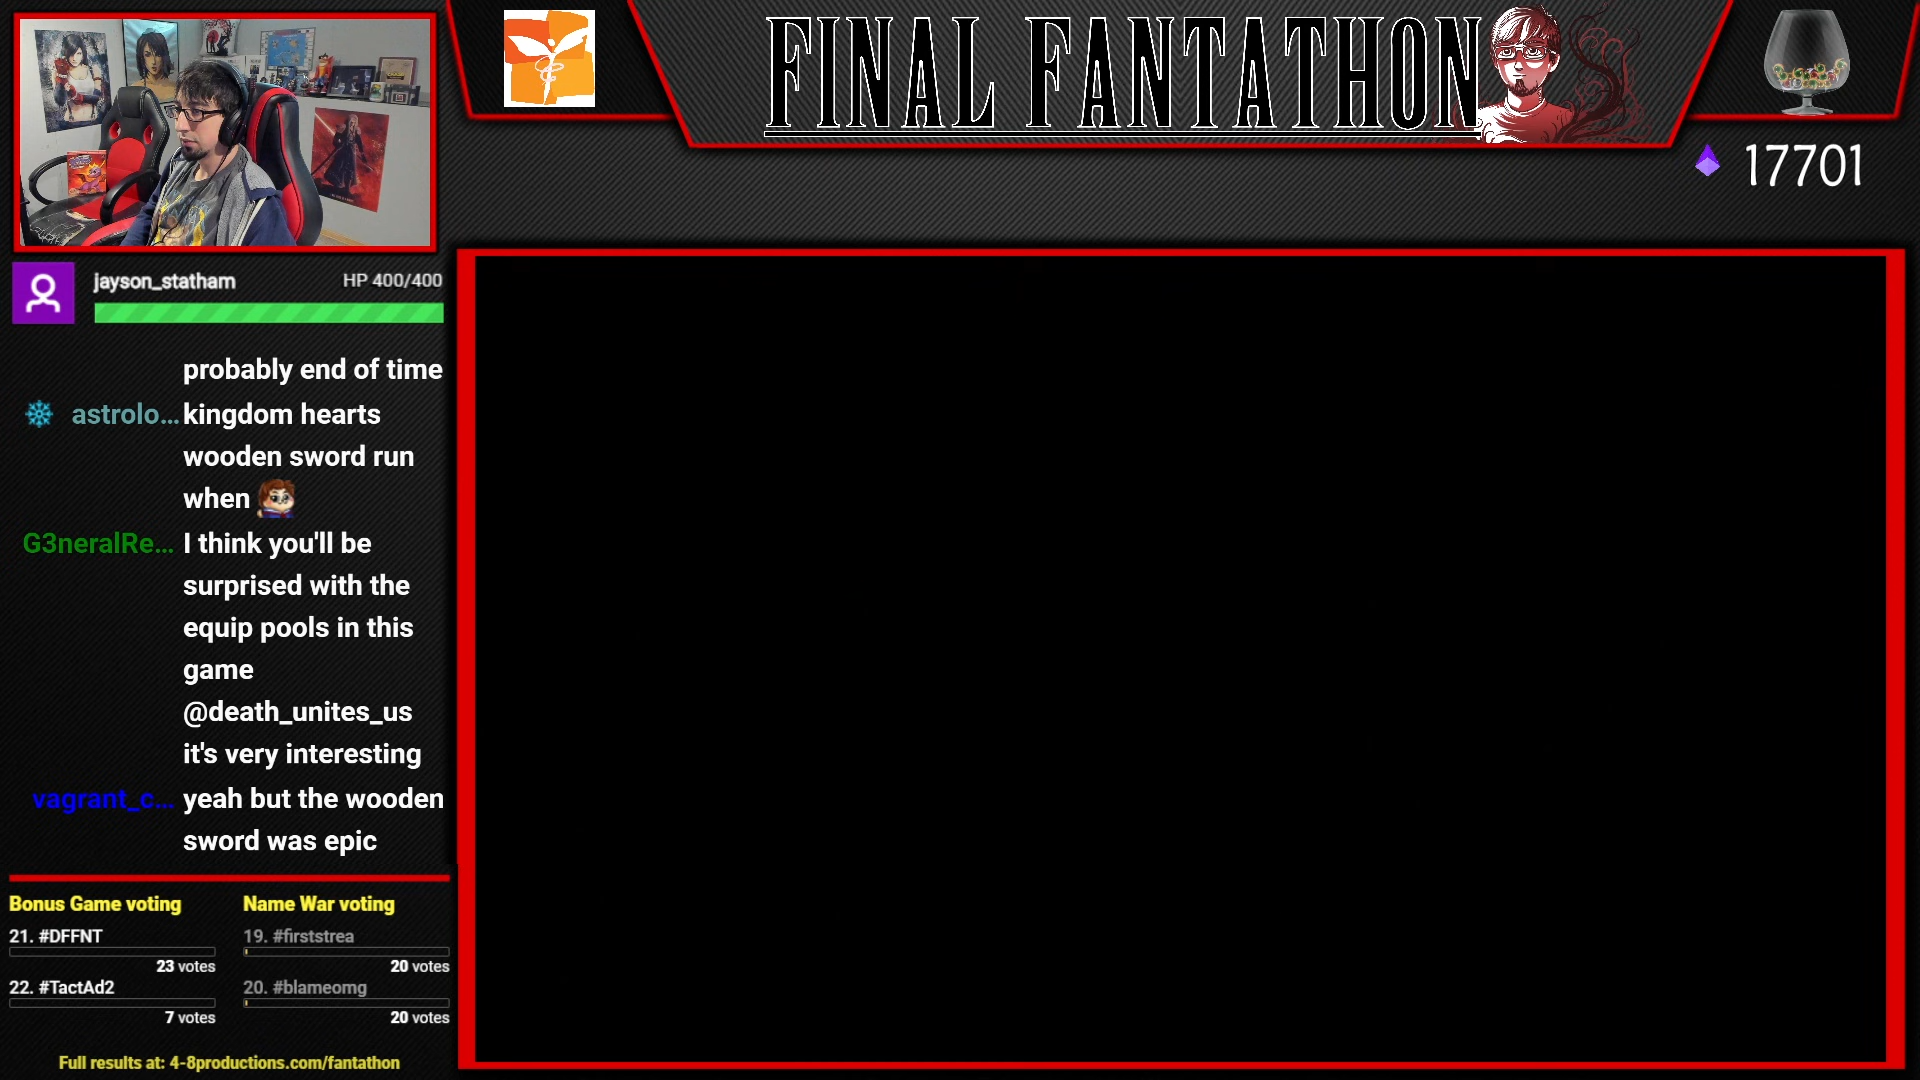 FINAL FANTATHON
17701
jayson_statham HP 400/400
probably end of time
astrolo... kingdom hearts
wooden sword run
when
G3neralRe... I think you'll be
surprised with the
equip pools in this
game
@death_unites_us
it's very interesting
vagrant_c... yeah but the wooden
sword was epic
Bonus Game voting
21. #DFFNT
23 votes
22. #TactAd2
7 votes
Name War voting
19. #firststrea
20 votes
20. #blameomg
20 votes
Full results at: 4-8productions.com/fantathon